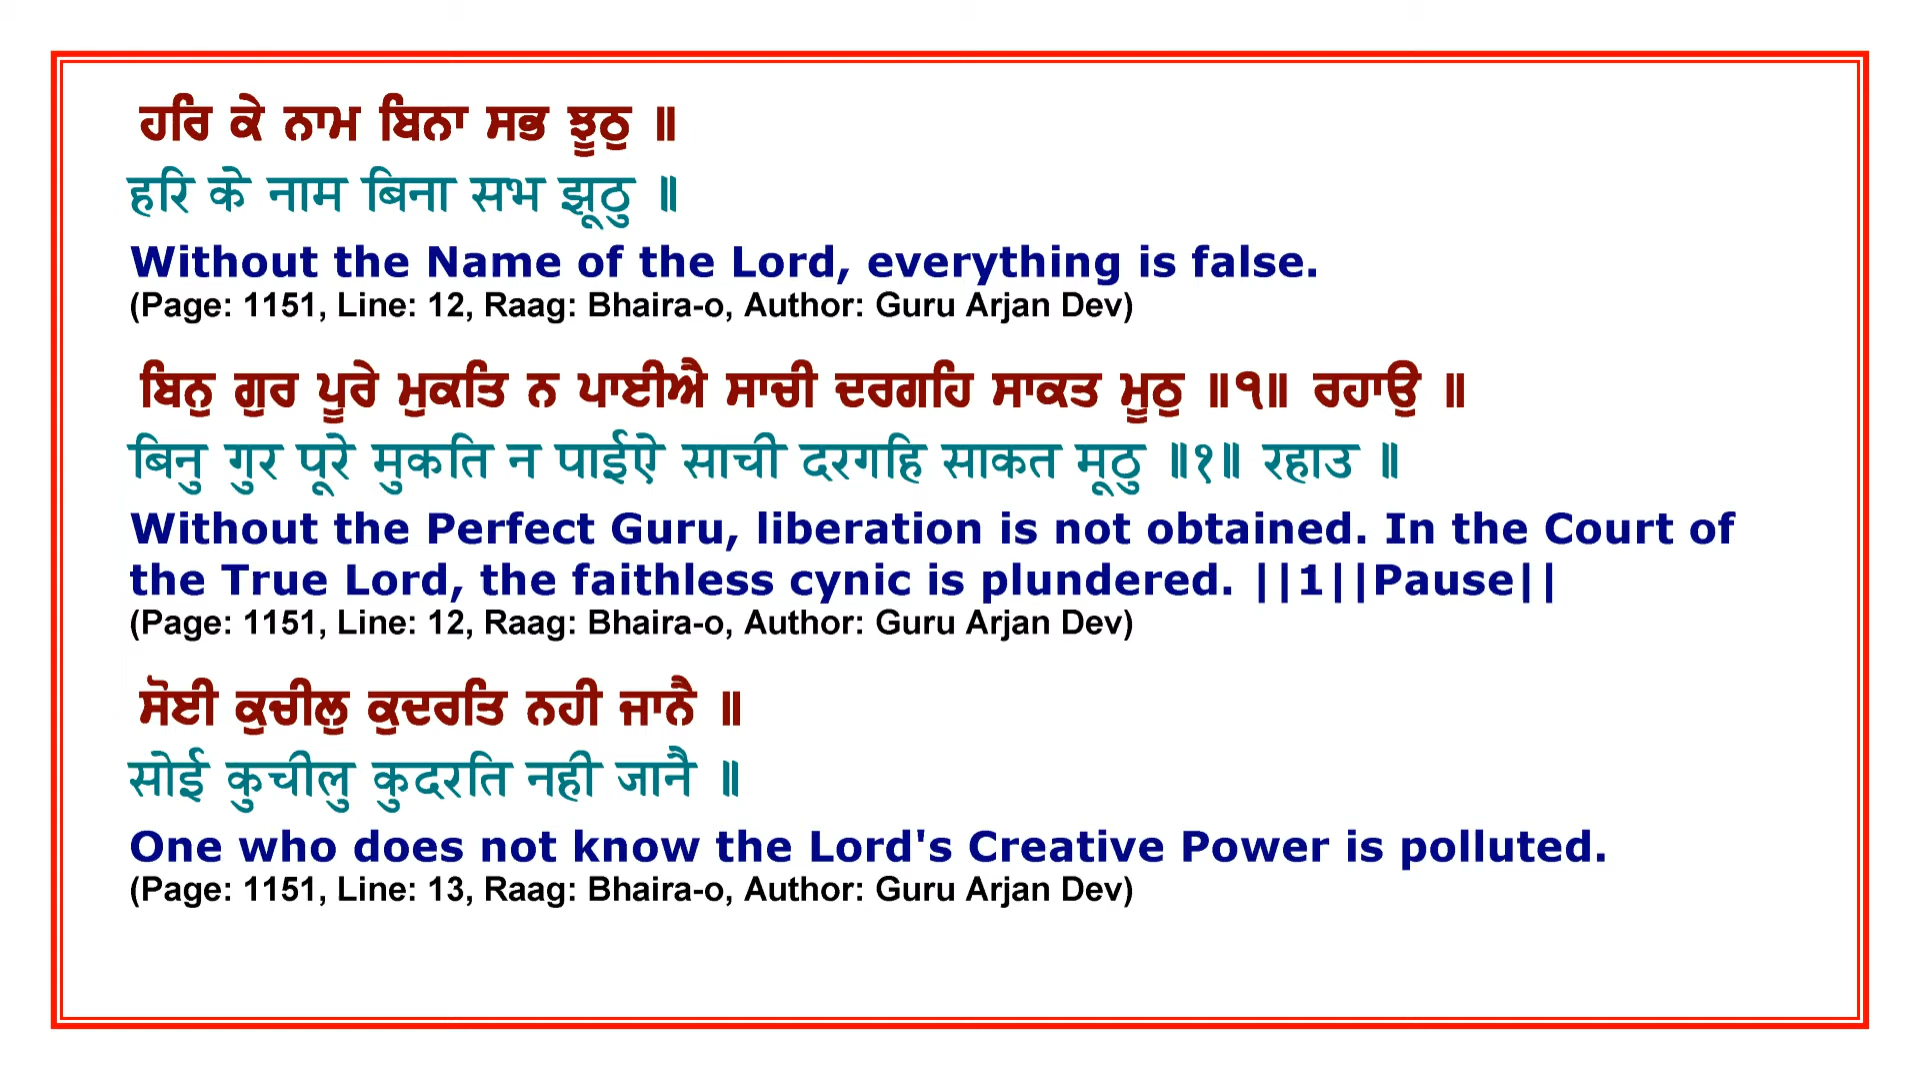 ਹਰਿ ਕੇ ਨਾਮ ਬਿਨਾ ਸਭ ਝੂਠੁ ॥
हरि के नाम बिना सभ झूठु ॥
Without the Name of the Lord, everything is false.
(Page: 1151, Line: 12, Raag: Bhaira-o, Author: Guru Arjan Dev)
ਬਿਨੁ ਗੁਰ ਪੂਰੇ ਮੁਕਤਿ ਨ ਪਾਈਐ ਸਾਚੀ ਦਰਗਹਿ ਸਾਕਤ ਮੂਠੁ ॥੧॥ ਰਹਾਉ ॥
बिनु गुर पूरे मुकति न पाईऐ साची दरगहि साकत मूठु ॥१॥ रहाउ ॥
Without the Perfect Guru, liberation is not obtained. In the Court of
the True Lord, the faithless cynic is plundered. ||1||Pause||
(Page: 1151, Line: 12, Raag: Bhaira-o, Author: Guru Arjan Dev)
ਸੋਈ ਕੁਚੀਲੁ ਕੁਦਰਤਿ ਨਹੀ ਜਾਨੈ ॥
सोई कुचीलु कुदरति नही जानै ॥
One who does not know the Lord's Creative Power is polluted.
(Page: 1151, Line: 13, Raag: Bhaira-o, Author: Guru Arjan Dev)